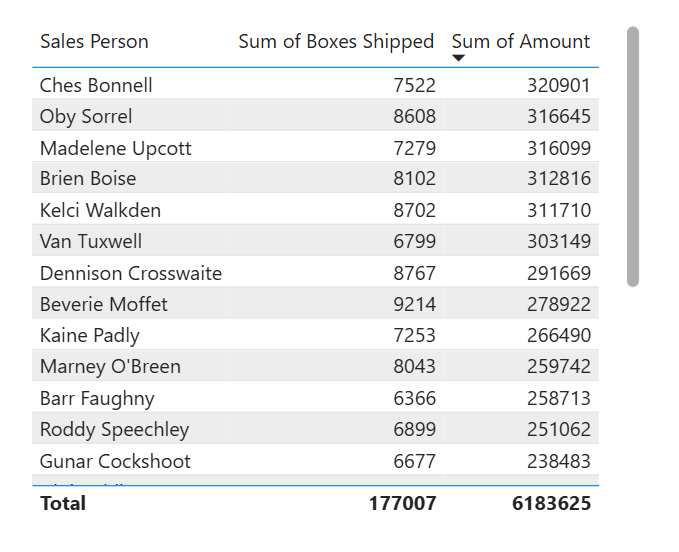 Sales Person Sum of Boxes Shipped Sum of Amount
Ches Bonnell 7522 320901
Oby Sorrel 8608 316645
Madelene Upcott 7279 316099
Brien Boise 8102 312816
Kelci Walkden 8702 311710
Van Tuxwell 6799 303149
Dennison Crosswaite 8767 291669
Beverie Moffet 9214 278922
Kaine Padly 7253 266490
Marney O'Breen 8043 259742
Barr Faughny 6366 258713
Roddy Speechley 6899 251062
Gunar Cockshoot 6677 238483
Total 177007 6183625